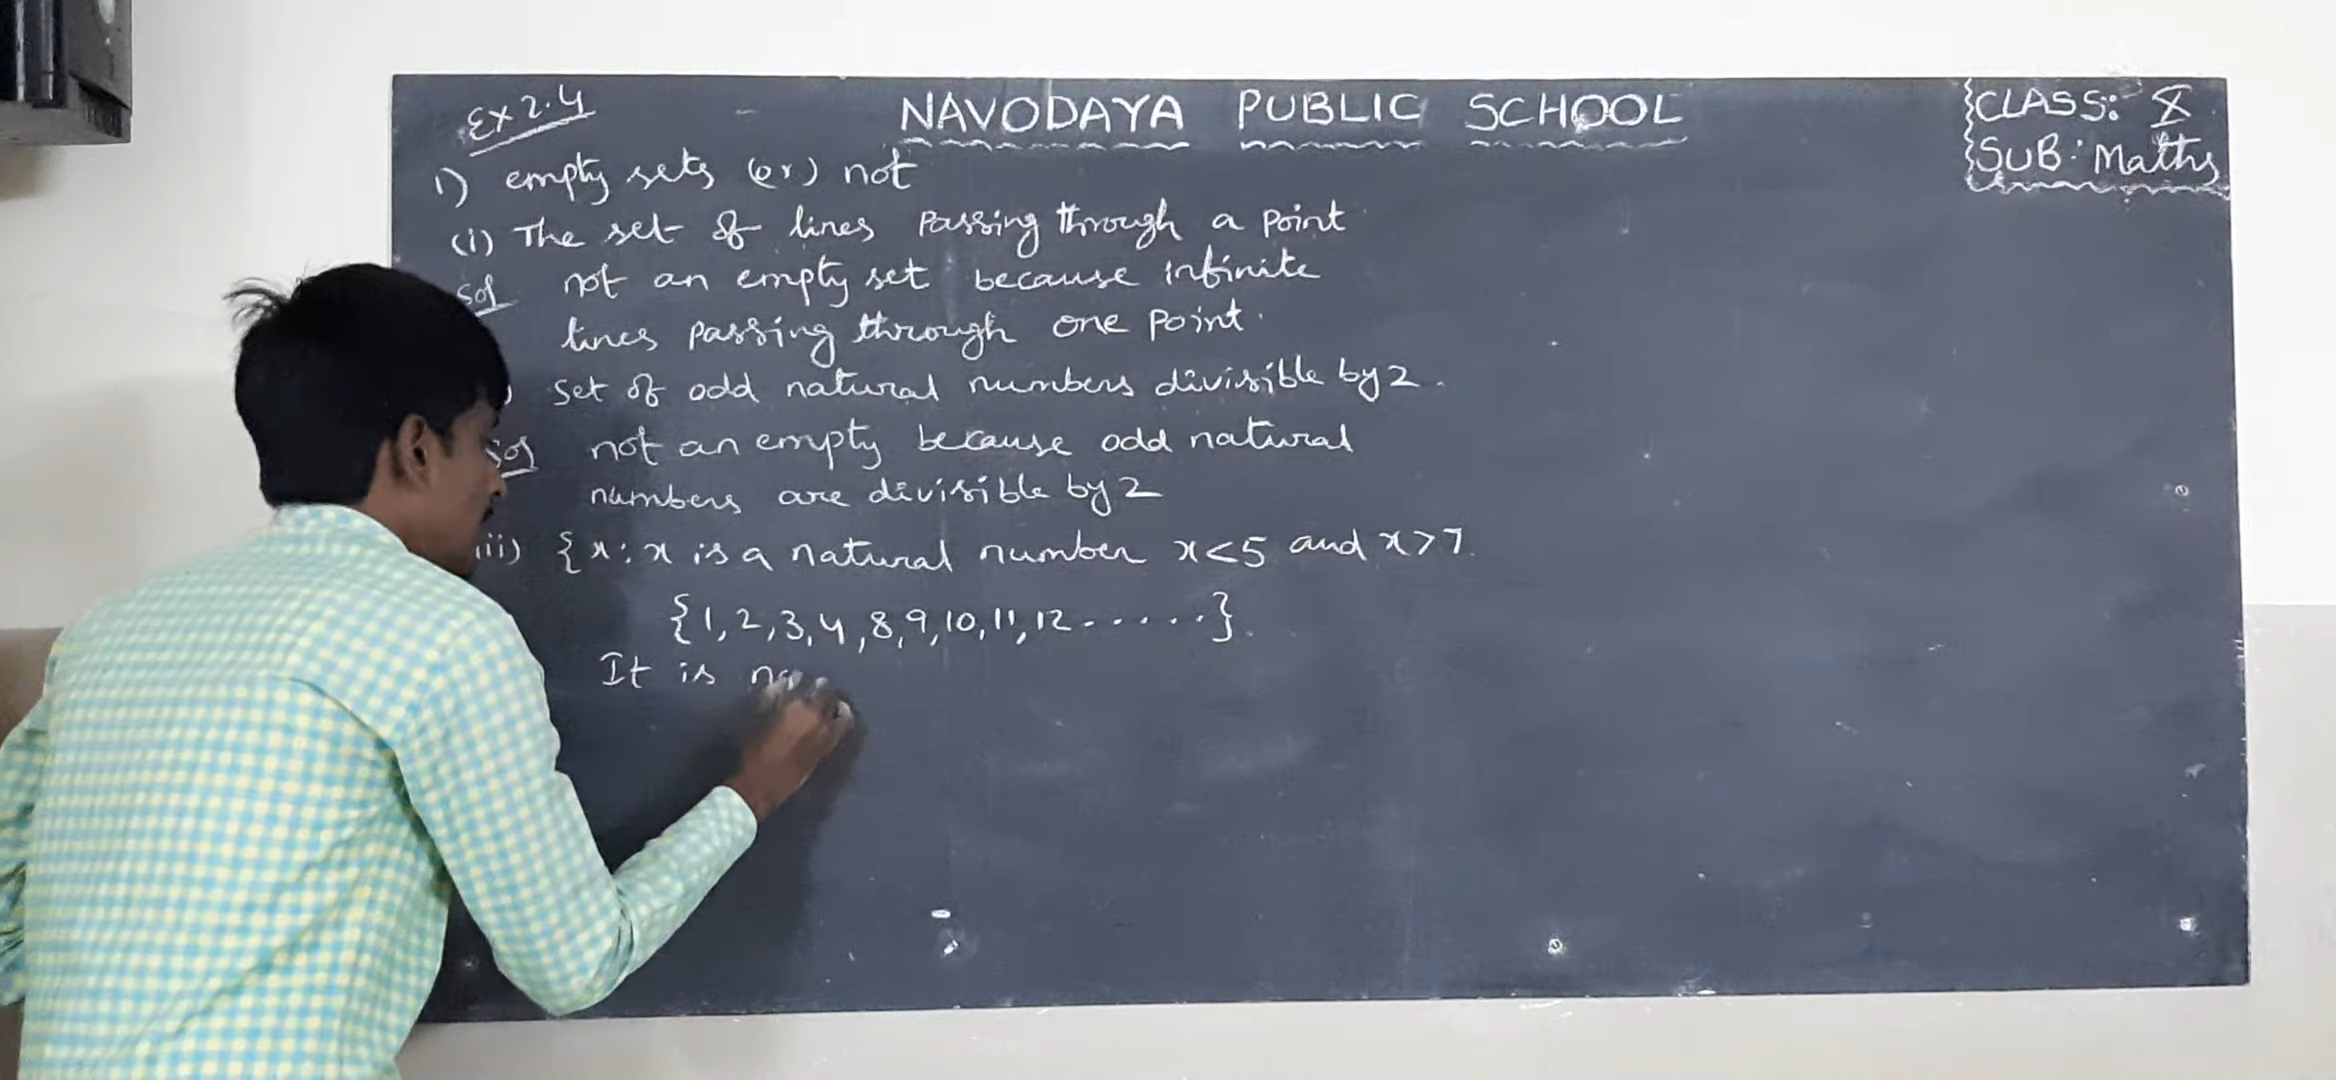 Ex 2.4
NAVODAYA PUBLIC SCHOOL
CLASS: X
SUB: Maths
1) empty sets (or) not
(i) The set of lines Passing through a point
Sol not an empty set because infinite
lines passing through one point.
) set of odd natural numbers divisible by 2.
Sol not an empty because odd natural
numbers are divisible by 2
iii) {x : x is a natural number x<5 and x>7.
{1,2,3,4,8,9,10,11,12......}.
It is